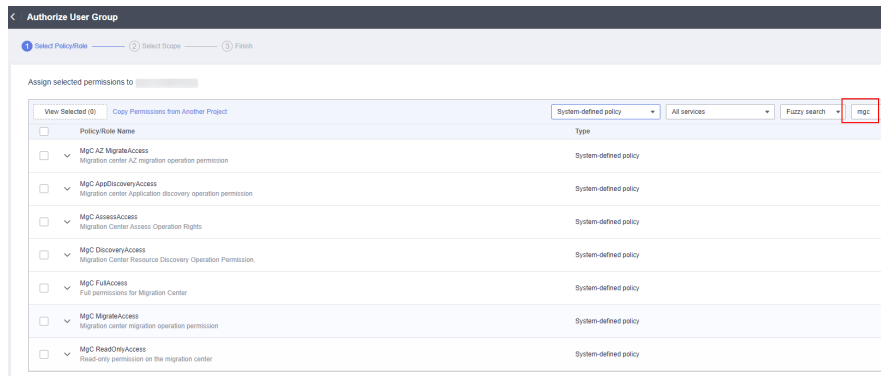 Authorize User Group
1 Select Policy/Role 2 Select Scope 3 Finish
Assign selected permissions to
View Selected (0) Copy Permissions from Another Project System-defined policy All services Fuzzy search mgc
Policy/Role Name Type
MgC AZ MigrateAccess
Migration center AZ migration operation permission
System-defined policy
MgC AppDiscoveryAccess
Migration center Application discovery operation permission
System-defined policy
MgC AssessAccess
Migration Center Assess Operation Rights
System-defined policy
MgC DiscoveryAccess
Migration Center Resource Discovery Operation Permission.
System-defined policy
MgC FullAccess
Full permissions for Migration Center
System-defined policy
MgC MigrateAccess
Migration center migration operation permission
System-defined policy
MgC ReadOnlyAccess
Read-only permission on the migration center
System-defined policy